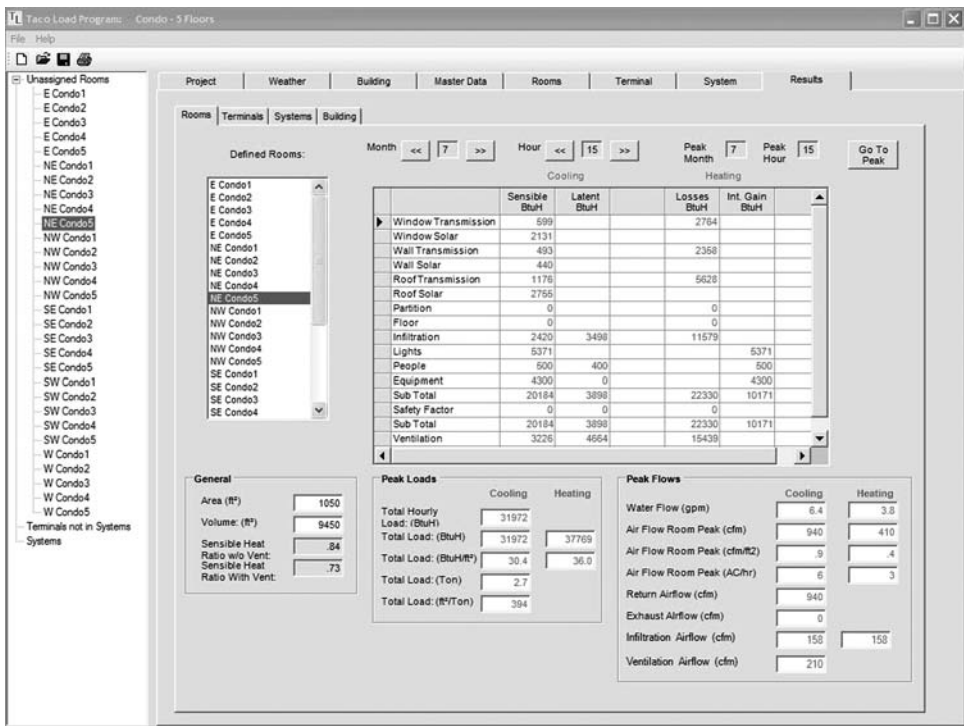 Taco Load Program: Condo - 5 Floors
File Help
Unassigned Rooms
E Condo1
E Condo2
E Condo3
E Condo4
E Condo5
NE Condo1
NE Condo2
NE Condo3
NE Condo4
NE Condo5
NW Condo1
NW Condo2
NW Condo3
NW Condo4
NW Condo5
SE Condo1
SE Condo2
SE Condo3
SE Condo4
SE Condo5
SW Condo1
SW Condo2
SW Condo3
SW Condo4
SW Condo5
W Condo1
W Condo2
W Condo3
W Condo4
W Condo5
Terminals not in Systems
Systems
Project Weather Building Master Data Rooms Terminal System Results
Rooms Terminals Systems Building
Defined Rooms:
E Condo1
E Condo2
E Condo3
E Condo4
E Condo5
NE Condo1
NE Condo2
NE Condo3
NE Condo4
NE Condo5
NW Condo1
NW Condo2
NW Condo3
NW Condo4
NW Condo5
SE Condo1
SE Condo2
SE Condo3
SE Condo4
Month << 7 >> Hour << 15 >> Peak Month 7 Peak Hour 15 Go To Peak
Cooling Heating
Sensible BtuH Latent BtuH Losses BtuH Int. Gain BtuH
Window Transmission 599 2764
Window Solar 2131
Wall Transmission 493 2358
Wall Solar 440
Roof Transmission 1176 5628
Roof Solar 2755
Partition 0 0
Floor 0 0
Infiltration 2420 3498 11579
Lights 5371 5371
People 500 400 500
Equipment 4300 0 4300
Sub Total 20184 3898 22330 10171
Safety Factor 0 0 0
Sub Total 20184 3898 22330 10171
Ventilation 3226 4664 15439
General
Area (ft²) 1050
Volume: (ft³) 9450
Sensible Heat Ratio w/o Vent: .84
Sensible Heat Ratio With Vent: .73
Peak Loads
Cooling Heating
Total Hourly Load: (BtuH) 31972
Total Load: (BtuH) 31972 37769
Total Load: (BtuH/ft²) 30.4 36.0
Total Load: (Ton) 2.7
Total Load: (ft²/Ton) 394
Peak Flows
Cooling Heating
Water Flow (gpm) 6.4 3.8
Air Flow Room Peak (cfm) 940 410
Air Flow Room Peak (cfm/ft2) .9 .4
Air Flow Room Peak (AC/hr) 6 3
Return Airflow (cfm) 940
Exhaust Airflow (cfm) 0
Infiltration Airflow (cfm) 158 158
Ventilation Airflow (cfm) 210